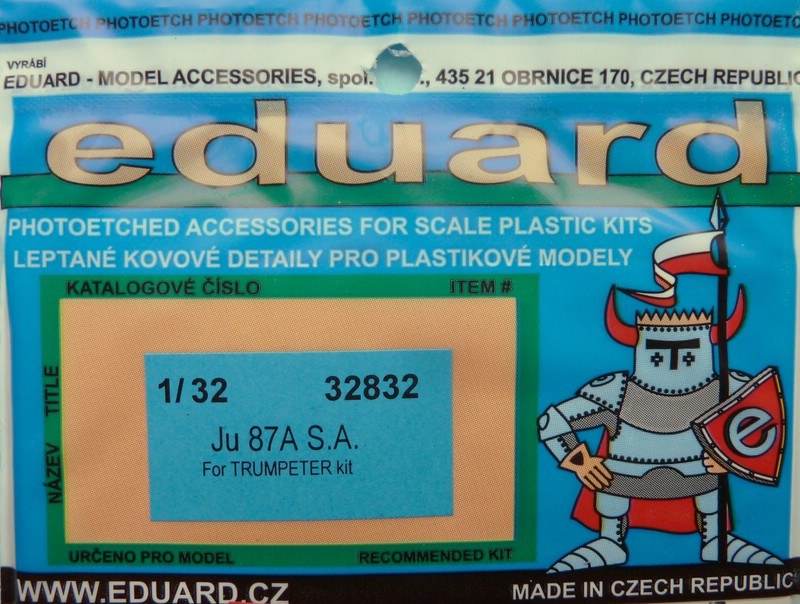 PHOTOETCH PHOTOETCH PHOTOETCH PHOTOETCH PHOTOETCH PHOTOETCH PHOTOETCH PHOTOETCH
VYRÁBÍ
EDUARD - MODEL ACCESSORIES, spol. ., 435 21 OBRNICE 170, CZECH REPUBLIC
eduard
PHOTOETCHED ACCESSORIES FOR SCALE PLASTIC KITS
LEPTANÉ KOVOVÉ DETAILY PRO PLASTIKOVÉ MODELY
KATALOGOVÉ ČÍSLO ITEM #
NÁZEV TITLE
1/32 32832
Ju 87A S.A.
For TRUMPETER kit
e
URČENO PRO MODEL RECOMMENDED KIT
WWW.EDUARD.CZ MADE IN CZECH REPUBLIC